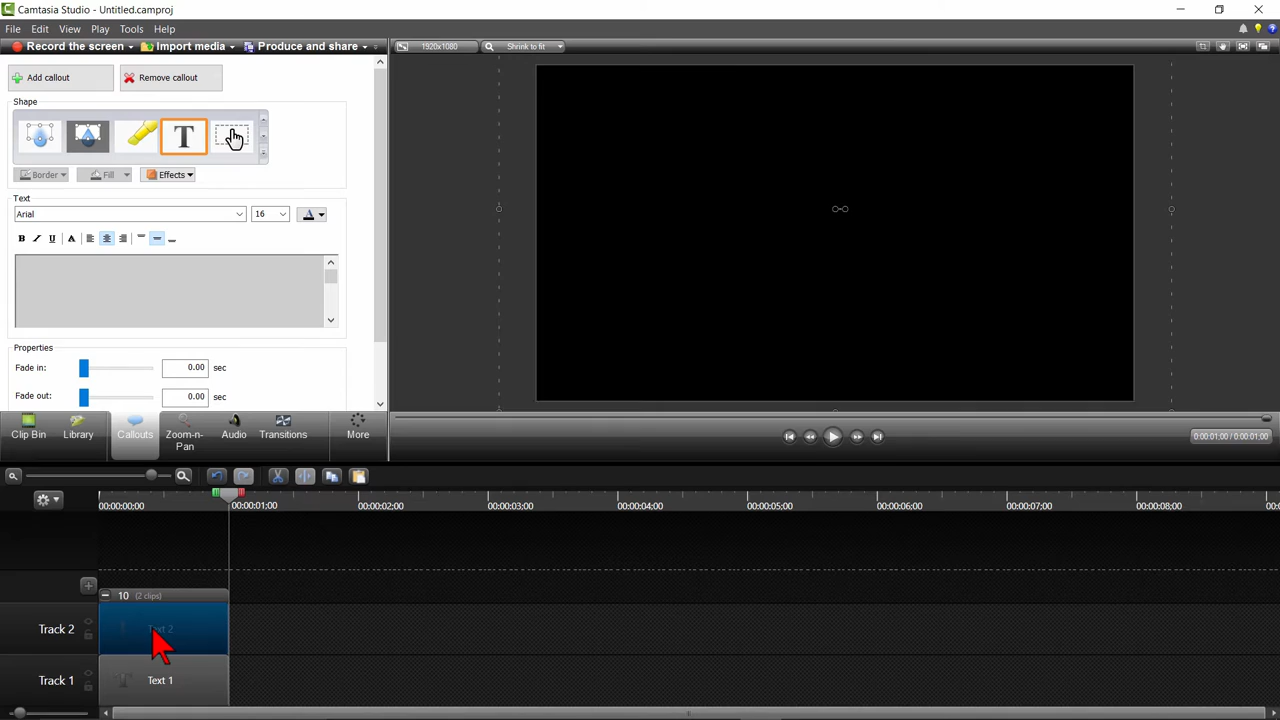 Camtasia Studio - Untitled.camproj
File Edit View Play Tools Help
Record the screen Import media Produce and share 1920x1080 Shrink to fit
Add callout Remove callout
Shape
T
Border Fill Effects
Text
Arial 16 A
B I U A
Properties
Fade in: 0.00 sec
Fade out: 0.00 sec
Clip Bin Library Callouts Zoom-n-Pan Audio Transitions More
0:00:01;00 / 0:00:01;00
00:00:00;00 00:00:01;00 00:00:02;00 00:00:03;00 00:00:04;00 00:00:05;00 00:00:06;00 00:00:07;00 00:00:08;00 00:0
10 (2 clips)
Track 2 Text 2
Track 1 Text 1